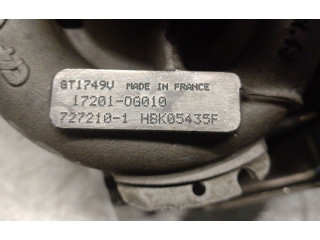 GT1749V MADE IN FRANCE
17201-0G010
727210-1 HBK05435F